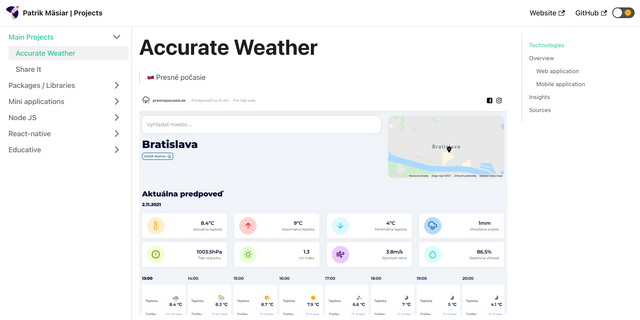 Patrik Mäsiar | Projects
Website
GitHub
Main Projects
Accurate Weather
Share It
Packages / Libraries
Mini applications
Node JS
React-native
Educative
Accurate Weather
Presné počasie
presnepocasie.sk
Predpoveď na 10 dní
Pre náš web
Vyhľadať miesto ...
Bratislava
Bratislava
Aktuálna predpoveď
2.11.2021
8.4°C
Aktuálna teplota
9°C
Maximálna teplota
4°C
Minimálna teplota
1mm
1003.5hPa
Tlak vzduchu
1.3
UV index
3.8m/s
Rýchlosť vetra
86.5%
Relatívna vlhkosť
13:00
14:00
15:00
16:00
17:00
18:00
19:00
20:00
Teplota
8.4 °C
Teplota
8.3 °C
Teplota
8.7 °C
Teplota
7.9 °C
Teplota
6.6 °C
Teplota
7 °C
Teplota
5 °C
Teplota
4.1 °C
Technologies
Overview
Web application
Mobile application
Insights
Sources